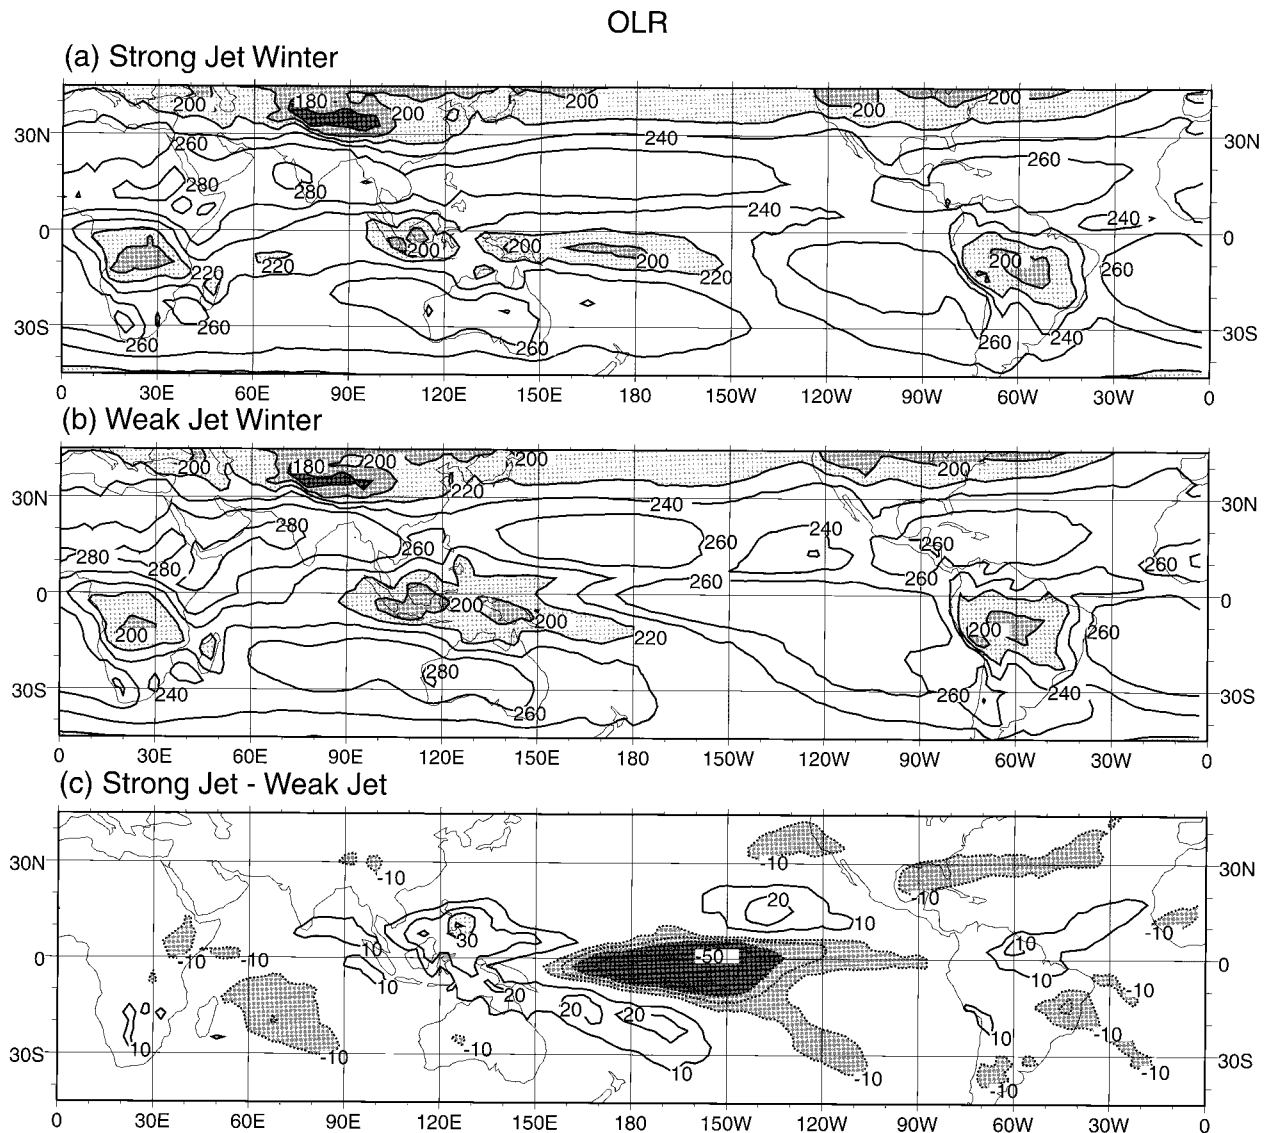 OLR
(a) Strong Jet Winter
200 180 200 200 200 200
30N 260 240 260 30N
280 280
240 240
0 200 200 200 200 0
220 220 220 260
30S 260 260 260 260 240 30S
0 30E 60E 90E 120E 150E 180 150W 120W 90W 60W 30W 0
(b) Weak Jet Winter
200 180 200 200 200
30N 220 240 30N
280 240
280 280 260 260 260 260
260 260
0 200 200 200 200 0
220 260
30S 240 280 260 260 240 30S
0 30E 60E 90E 120E 150E 180 150W 120W 90W 60W 30W 0
(c) Strong Jet - Weak Jet
30N -10 -10 30N
-10
20 10 -10
30 10
0 -10 -10 10 -50 10 0
10 20 20 20 -10
10 10 -10
30S -10 -10 10 -10 -10 -10 30S
0 30E 60E 90E 120E 150E 180 150W 120W 90W 60W 30W 0